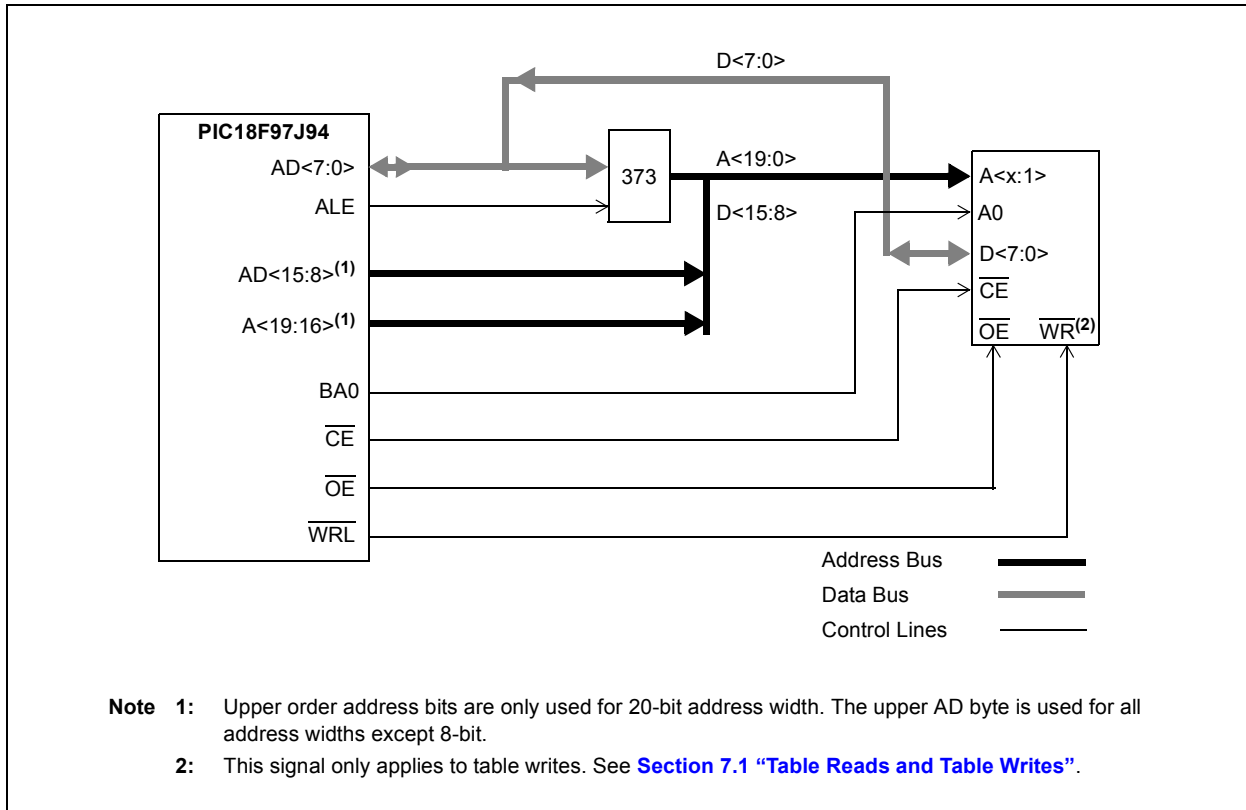 D<7:0>
PIC18F97J94
AD<7:0>
ALE
AD<15:8>(1)
A<19:16>(1)
BA0
CE
OE
WRL
373
A<19:0>
D<15:8>
A<x:1>
A0
D<7:0>
CE
OE WR(2)
Address Bus
Data Bus
Control Lines
Note 1: Upper order address bits are only used for 20-bit address width. The upper AD byte is used for all
address widths except 8-bit.
2: This signal only applies to table writes. See Section 7.1 “Table Reads and Table Writes”.